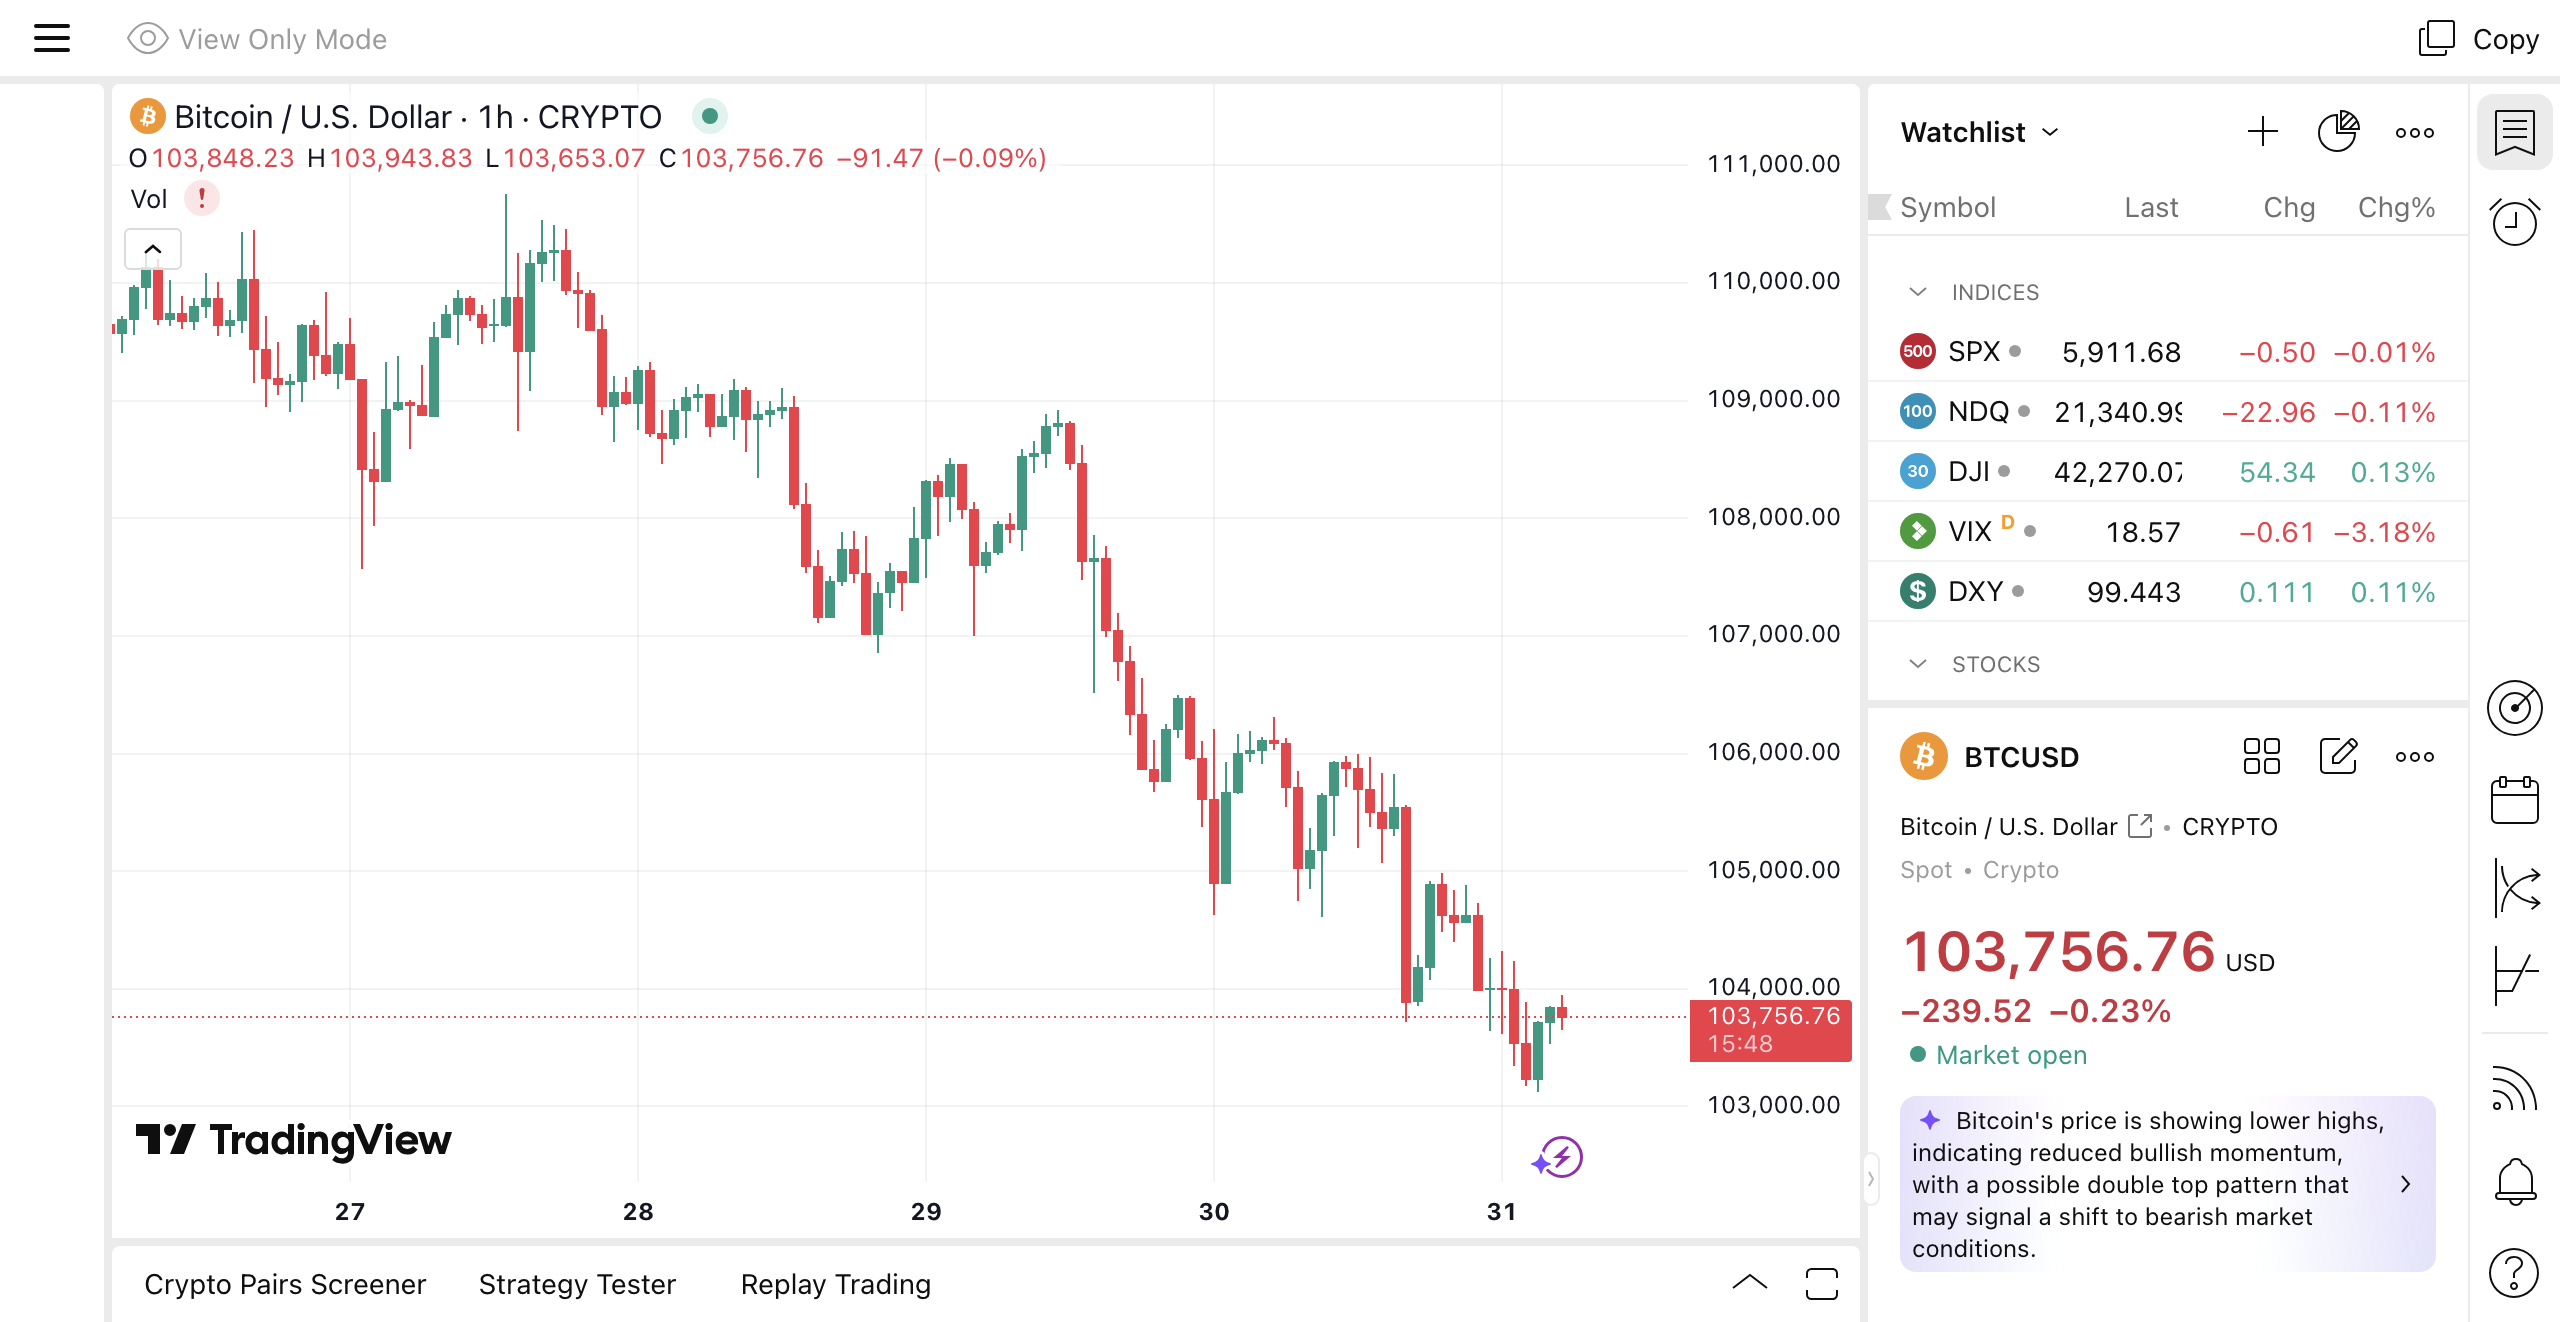 View Only Mode
Copy
Bitcoin / U.S. Dollar · 1h · CRYPTO
O103,848.23 H103,943.83 L103,653.07 C103,756.76 −91.47 (−0.09%)
Vol !
111,000.00
110,000.00
109,000.00
108,000.00
107,000.00
106,000.00
105,000.00
104,000.00
103,756.76
15:48
103,000.00
TradingView
27 28 29 30 31
Crypto Pairs Screener Strategy Tester Replay Trading
Watchlist
Symbol Last Chg Chg%
INDICES
500 SPX 5,911.68 −0.50 −0.01%
100 NDQ 21,340.99 −22.96 −0.11%
30 DJI 42,270.07 54.34 0.13%
VIX D 18.57 −0.61 −3.18%
$ DXY 99.443 0.111 0.11%
STOCKS
BTCUSD
Bitcoin / U.S. Dollar • CRYPTO
Spot • Crypto
103,756.76 USD
−239.52 −0.23%
Market open
Bitcoin's price is showing lower highs,
indicating reduced bullish momentum,
with a possible double top pattern that
may signal a shift to bearish market
conditions.